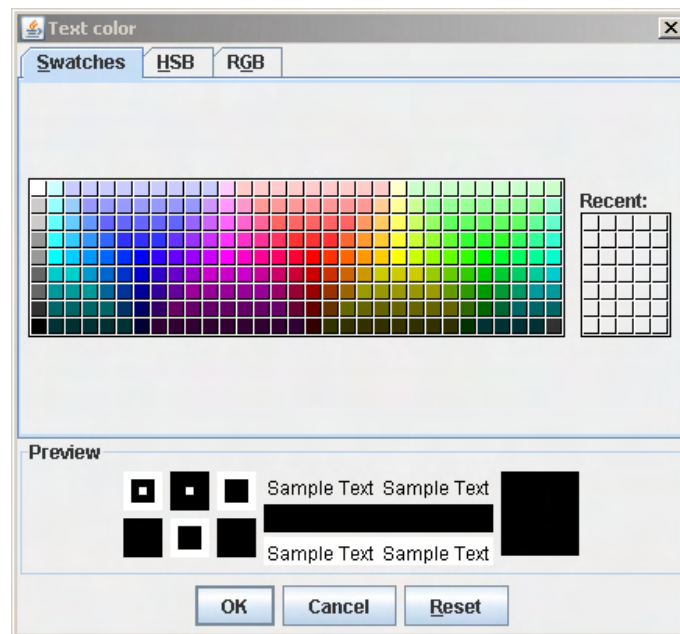 Text color
Swatches HSB RGB
Recent:
Preview
Sample Text Sample Text
Sample Text Sample Text
OK Cancel Reset